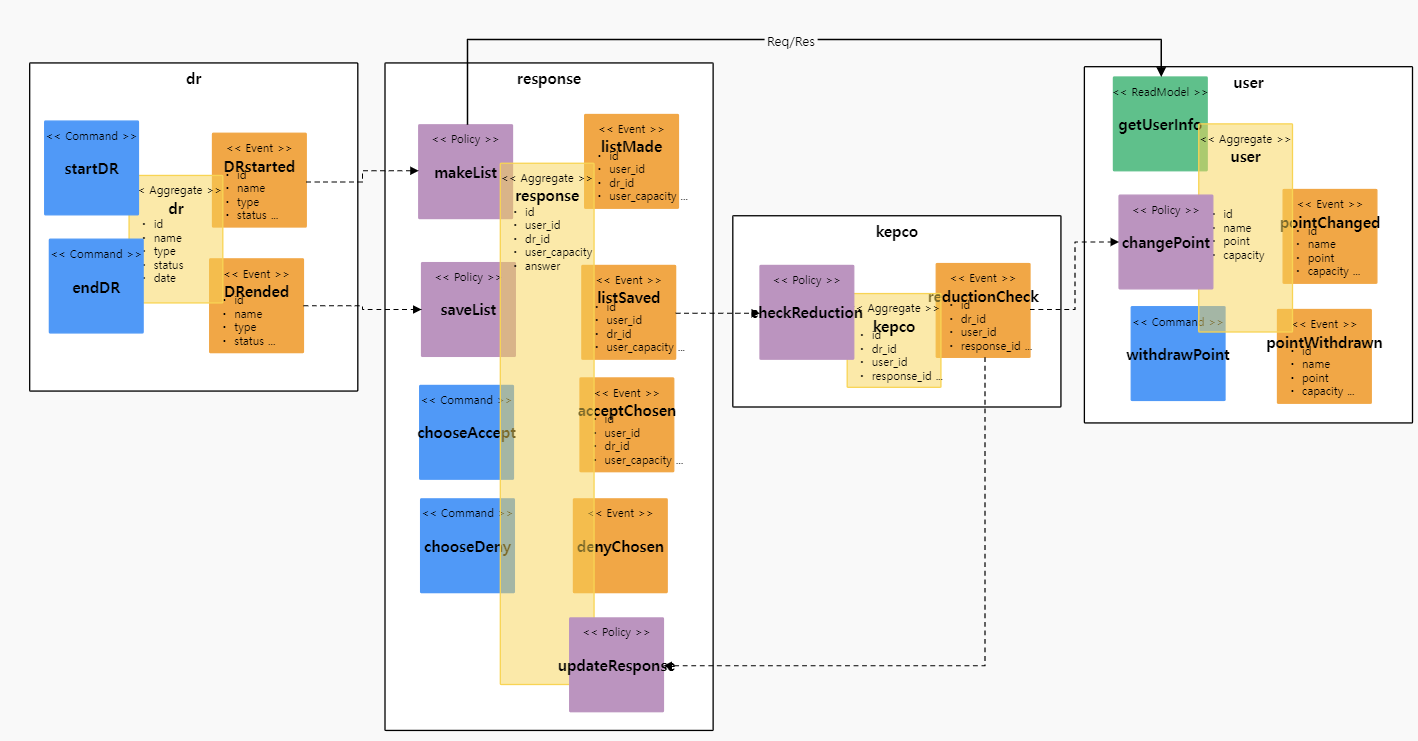 Req/Res
dr
<< Command >>
startDR
<< Event >>
DRstarted
· id
· name
· type
· status ...
< Aggregate >>
dr
· id
· name
· type
· status
· date
<< Command >>
endDR
<< Event >>
DRended
· id
· name
· type
· status ...
response
<< Policy >>
makeList
<< Event >>
listMade
· id
· user_id
· dr_id
· user_capacity ...
<< Aggregate >>
response
· id
· user_id
· dr_id
· user_capacity
· answer
<< Policy >>
saveList
<< Event >>
listSaved
· id
· user_id
· dr_id
· user_capacity ...
<< Command >>
chooseAccept
<< Event >>
acceptChosen
· id
· user_id
· dr_id
· user_capacity ...
<< Command >>
chooseDeny
<< Event >>
denyChosen
<< Policy >>
updateResponse
kepco
<< Policy >>
checkReduction
<< Event >>
reductionCheck
· id
· dr_id
· user_id
· response_id ...
<< Aggregate >>
kepco
· id
· dr_id
· user_id
· response_id ...
user
<< ReadModel >>
getUserInfo
<< Aggregate >>
user
· id
· name
· point
· capacity
<< Policy >>
changePoint
<< Event >>
pointChanged
· id
· name
· point
· capacity ...
<< Command >>
withdrawPoint
<< Event >>
pointWithdrawn
· id
· name
· point
· capacity ...